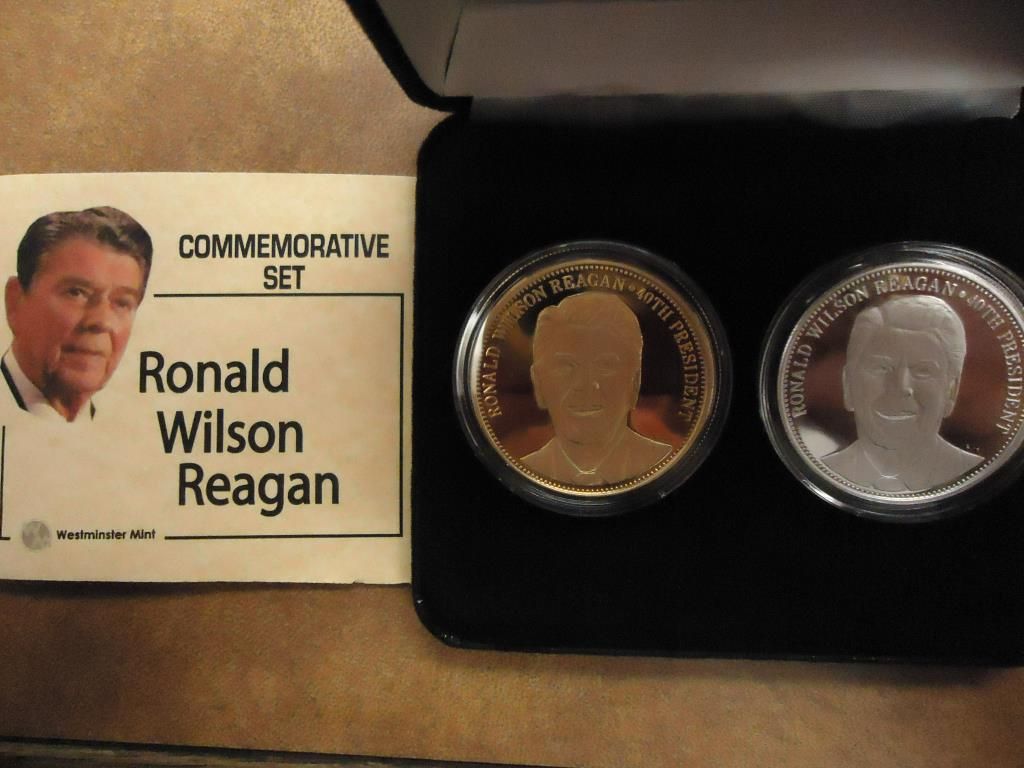 COMMEMORATIVE
SET
Ronald
Wilson
Reagan
Westminster Mint
RONALD WILSON REAGAN • 40TH PRESIDENT
RONALD WILSON REAGAN • 40TH PRESIDENT